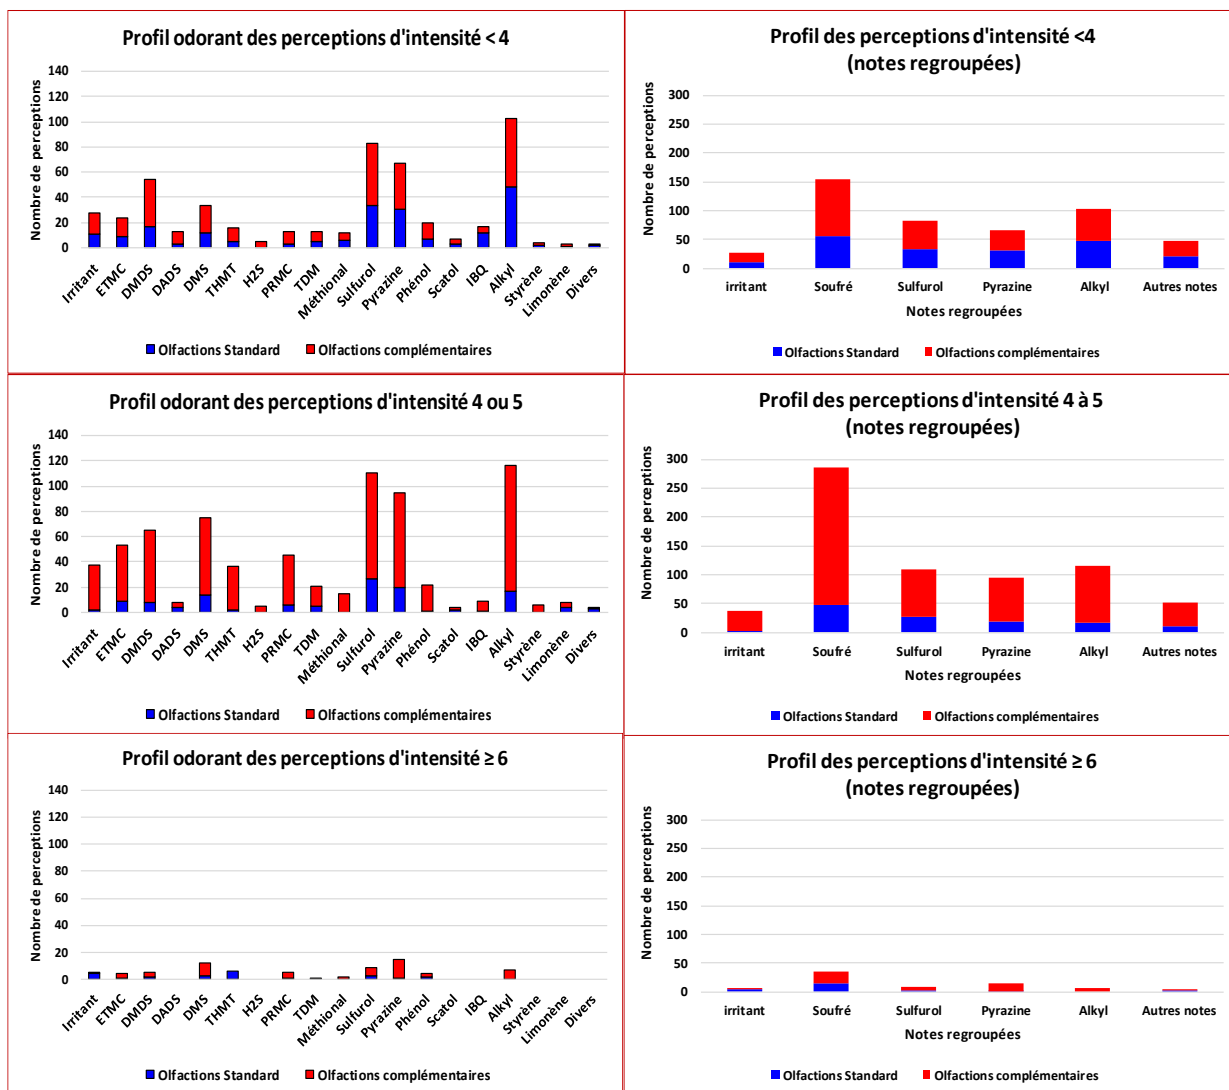 Profil odorant des perceptions d'intensité < 4
Nombre de perceptions
140
120
100
80
60
40
20
0
Irritant
ETMC
DMDS
DADS
DMS
THMT
H2S
PRMC
TDM
Méthional
Sulfurol
Pyrazine
Phénol
Scatol
IBQ
Alkyl
Styrène
Limonène
Divers
Olfactions Standard
Olfactions complémentaires
Profil des perceptions d'intensité <4
(notes regroupées)
Nombre de perceptions
300
250
200
150
100
50
0
irritant
Soufré
Sulfurol
Pyrazine
Alkyl
Autres notes
Notes regroupées
Olfactions Standard
Olfactions complémentaires
Profil odorant des perceptions d'intensité 4 ou 5
Nombre de perceptions
140
120
100
80
60
40
20
0
Irritant
ETMC
DMDS
DADS
DMS
THMT
H2S
PRMC
TDM
Méthional
Sulfurol
Pyrazine
Phénol
Scatol
IBQ
Alkyl
Styrène
Limonène
Divers
Olfactions Standard
Olfactions complémentaires
Profil des perceptions d'intensité 4 à 5
(notes regroupées)
Nombre de perceptions
300
250
200
150
100
50
0
irritant
Soufré
Sulfurol
Pyrazine
Alkyl
Autres notes
Notes regroupées
Olfactions Standard
Olfactions complémentaires
Profil odorant des perceptions d'intensité ≥ 6
Nombre de perceptions
140
120
100
80
60
40
20
0
Irritant
ETMC
DMDS
DADS
DMS
THMT
H2S
PRMC
TDM
Méthional
Sulfurol
Pyrazine
Phénol
Scatol
IBQ
Alkyl
Styrène
Limonène
Divers
Olfactions Standard
Olfactions complémentaires
Profil des perceptions d'intensité ≥ 6
(notes regroupées)
Nombre de perceptions
300
250
200
150
100
50
0
irritant
Soufré
Sulfurol
Pyrazine
Alkyl
Autres notes
Notes regroupées
Olfactions Standard
Olfactions complémentaires